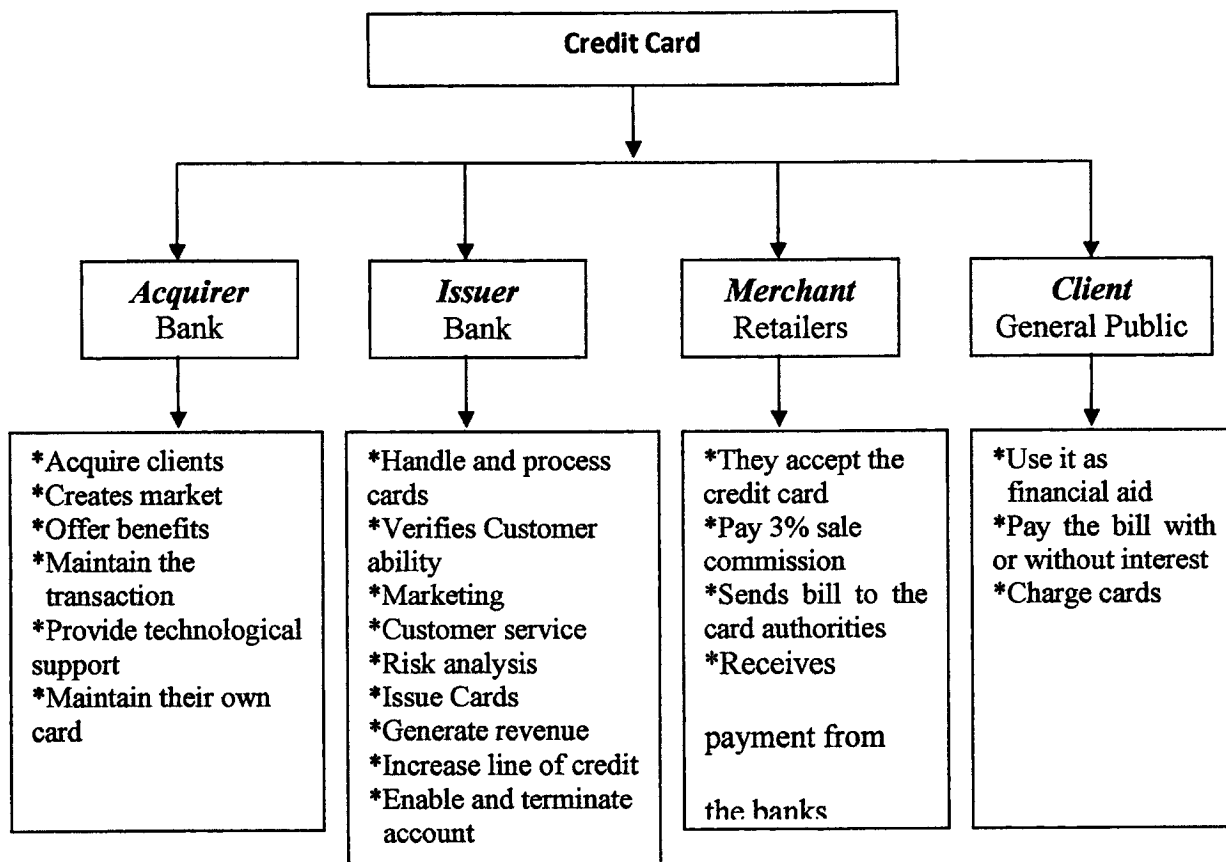 Credit Card
Acquirer
Bank
Issuer
Bank
Merchant
Retailers
Client
General Public
*Acquire clients
*Creates market
*Offer benefits
*Maintain the
transaction
*Provide technological
support
*Maintain their own
card
*Handle and process
cards
*Verifies Customer
ability
*Marketing
*Customer service
*Risk analysis
*Issue Cards
*Generate revenue
*Increase line of credit
*Enable and terminate
account
*They accept the
credit card
*Pay 3% sale
commission
*Sends bill to the
card authorities
*Receives
payment from
the banks
*Use it as
financial aid
*Pay the bill with
or without interest
*Charge cards